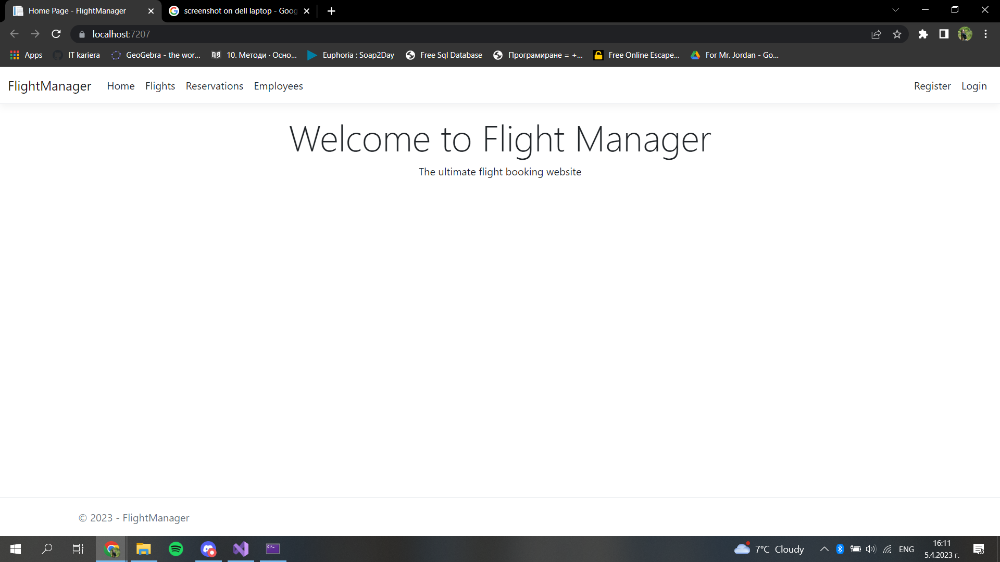 Home Page - FlightManager
screenshot on dell laptop - Goog
localhost:7207
Apps
IT kariera
GeoGebra - the wor...
10. Методи · Осно...
Euphoria : Soap2Day
Free Sql Database
Програмиране = +...
Free Online Escape...
For Mr. Jordan - Go...
FlightManager
Home
Flights
Reservations
Employees
Register
Login
Welcome to Flight Manager
The ultimate flight booking website
© 2023 - FlightManager
7°C Cloudy
ENG
16:11
5.4.2023 г.